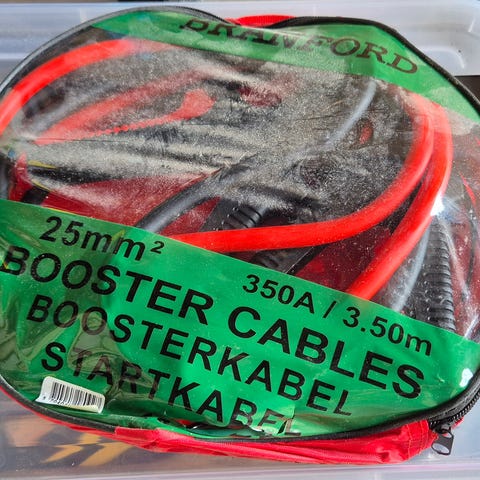 BRANFORD
25mm²
350A / 3.50m
BOOSTER CABLES
BOOSTERKABEL
STARTKABEL